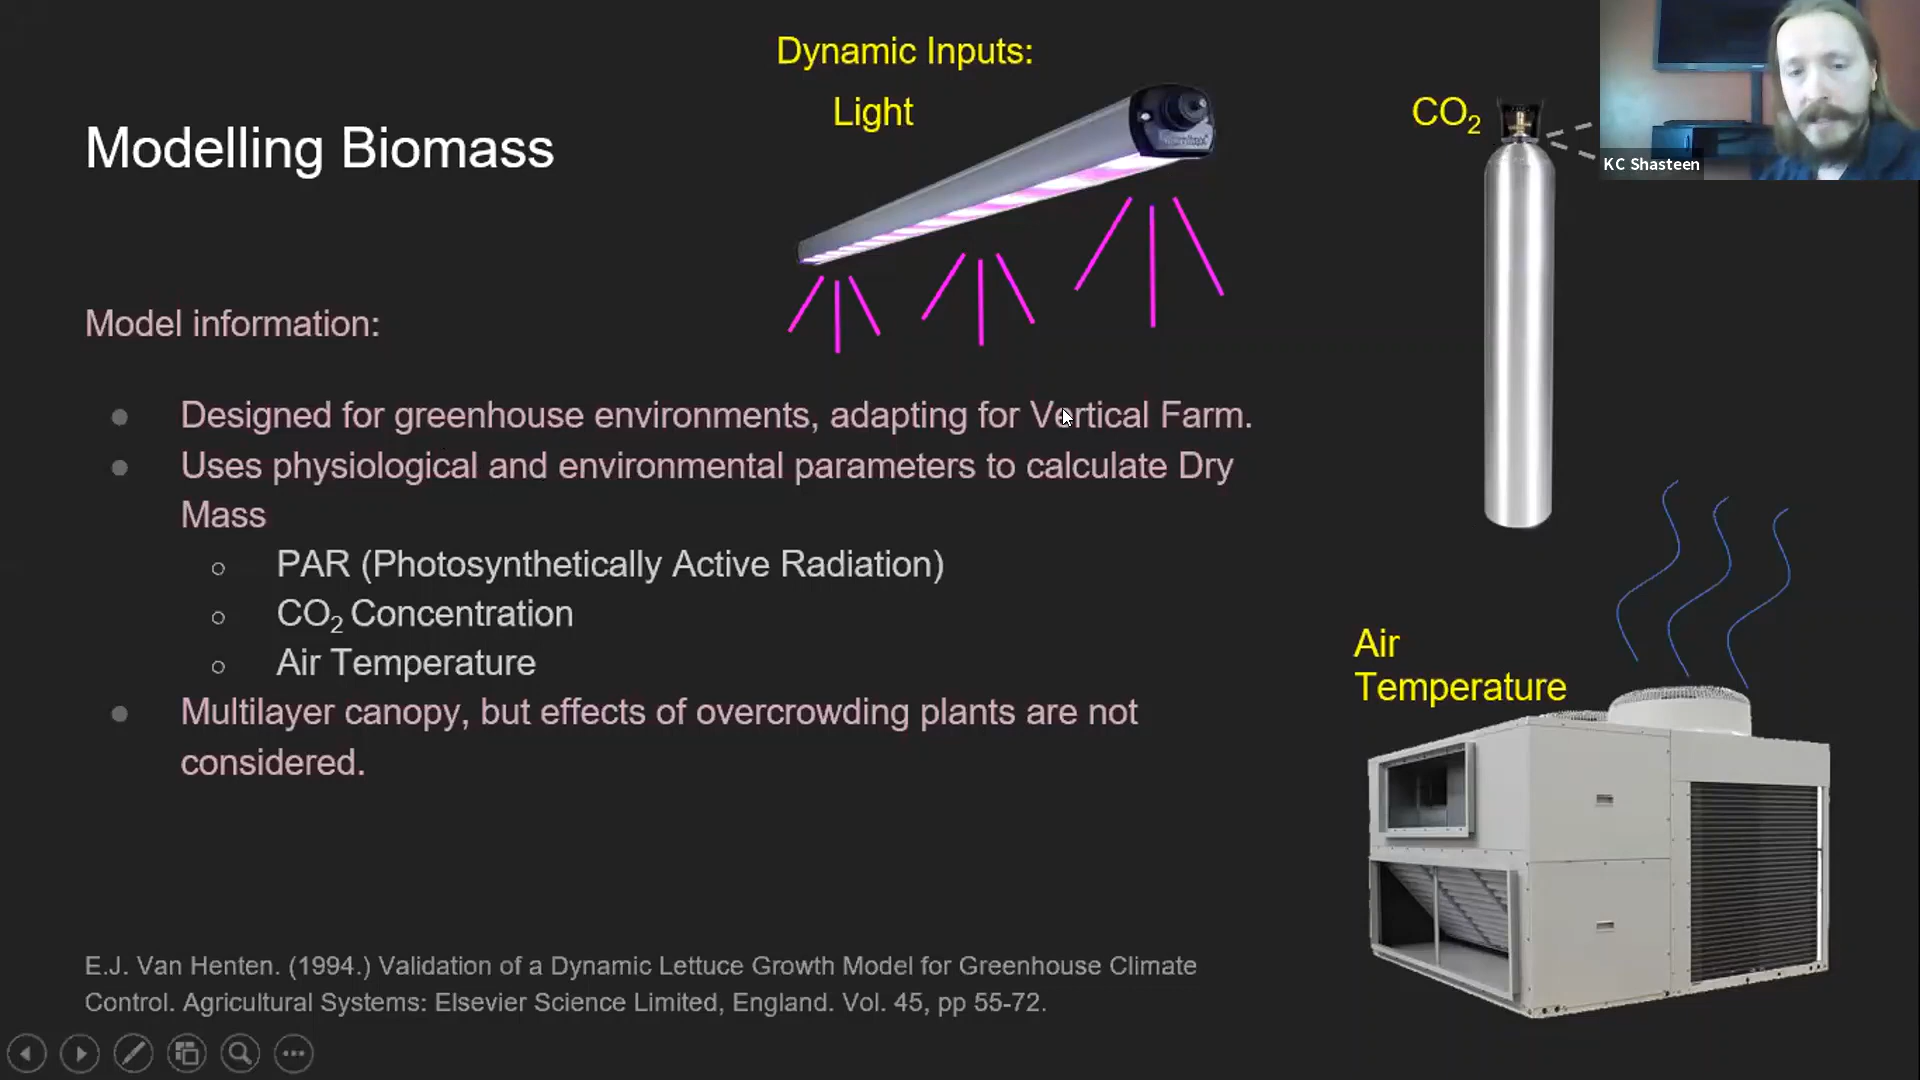 Dynamic Inputs:
Light
CO₂
KC Shasteen
Modelling Biomass
Model information:
Designed for greenhouse environments, adapting for Vertical Farm.
Uses physiological and environmental parameters to calculate Dry
Mass
PAR (Photosynthetically Active Radiation)
CO₂ Concentration
Air Temperature
Multilayer canopy, but effects of overcrowding plants are not
considered.
Air
Temperature
E.J. Van Henten. (1994.) Validation of a Dynamic Lettuce Growth Model for Greenhouse Climate
Control. Agricultural Systems: Elsevier Science Limited, England. Vol. 45, pp 55-72.